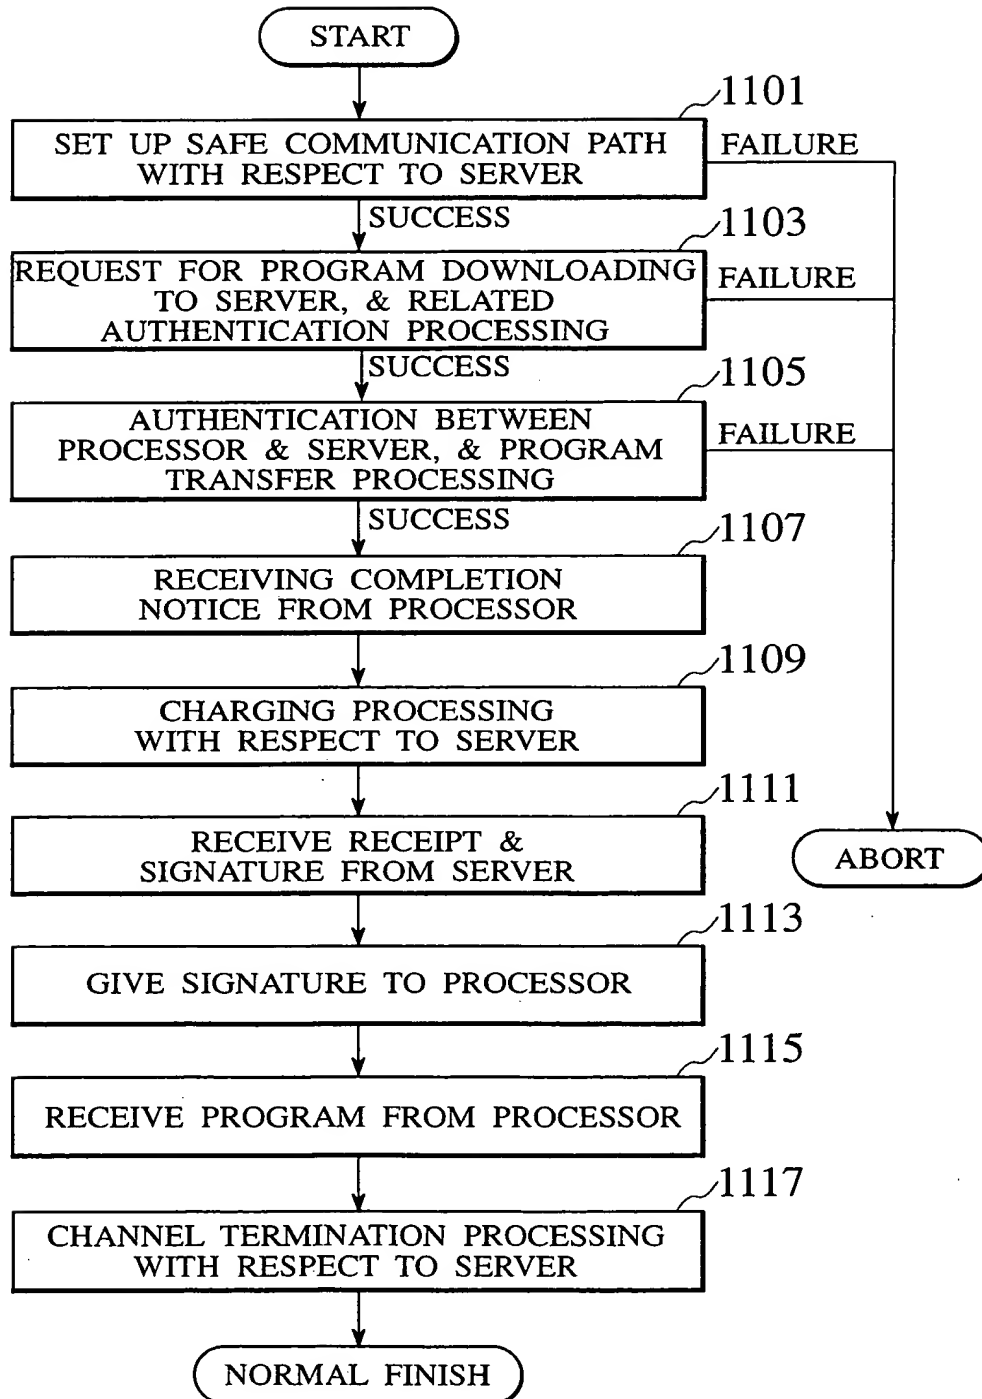 START
1101
SET UP SAFE COMMUNICATION PATH
WITH RESPECT TO SERVER
FAILURE
SUCCESS
1103
REQUEST FOR PROGRAM DOWNLOADING
TO SERVER, & RELATED
AUTHENTICATION PROCESSING
FAILURE
SUCCESS
1105
AUTHENTICATION BETWEEN
PROCESSOR & SERVER, & PROGRAM
TRANSFER PROCESSING
FAILURE
SUCCESS
1107
RECEIVING COMPLETION
NOTICE FROM PROCESSOR
1109
CHARGING PROCESSING
WITH RESPECT TO SERVER
1111
RECEIVE RECEIPT &
SIGNATURE FROM SERVER
ABORT
1113
GIVE SIGNATURE TO PROCESSOR
1115
RECEIVE PROGRAM FROM PROCESSOR
1117
CHANNEL TERMINATION PROCESSING
WITH RESPECT TO SERVER
NORMAL FINISH